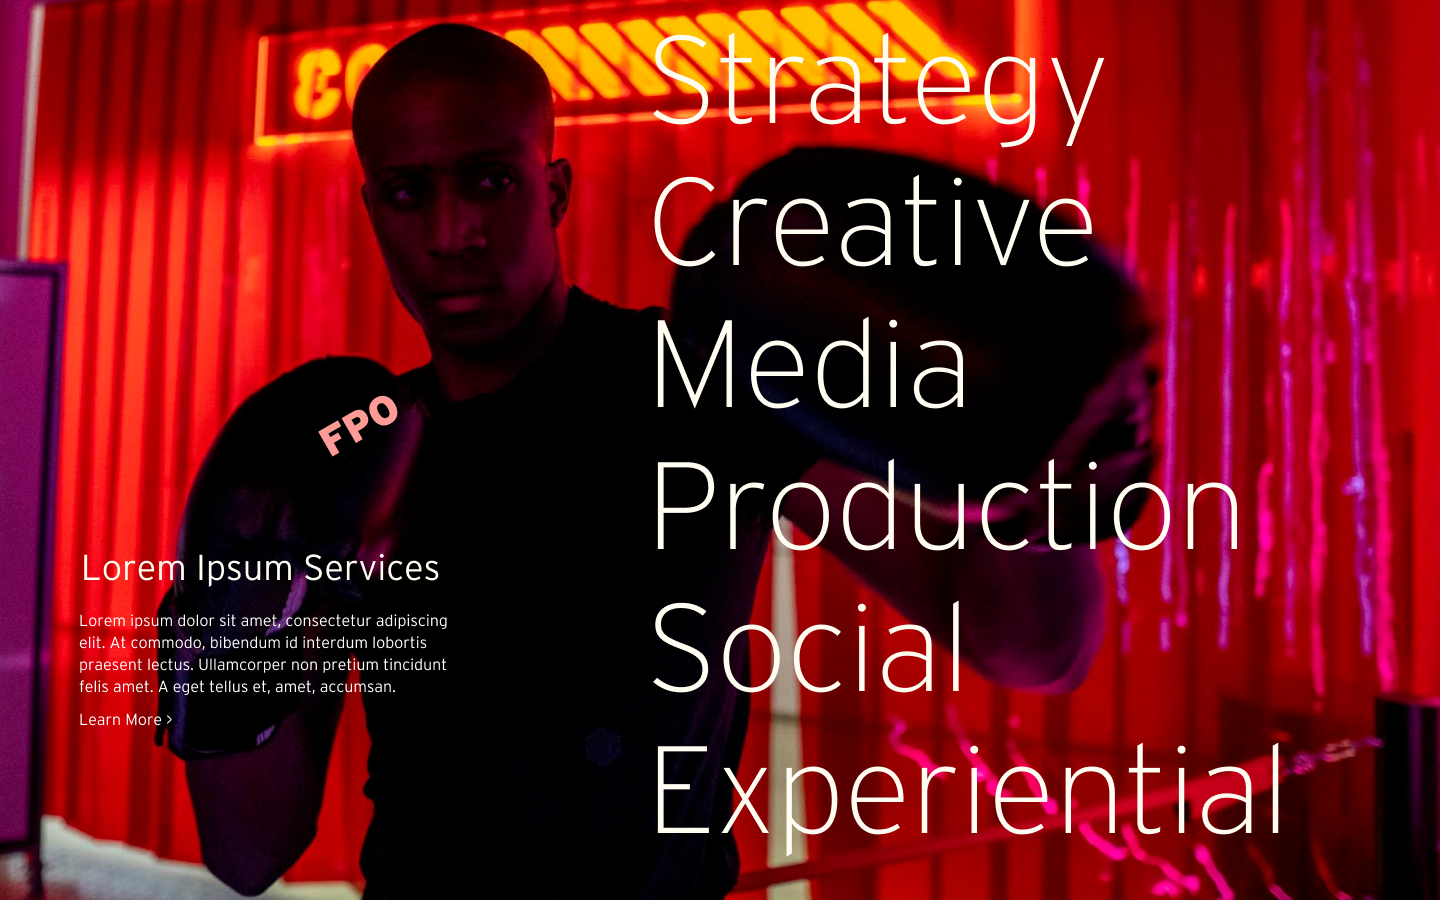 Strategy
Creative
Media
Production
Social
Experiential
FPO
Lorem Ipsum Services
Lorem ipsum dolor sit amet, consectetur adipiscing
elit. At commodo, bibendum id interdum lobortis
praesent lectus. Ullamcorper non pretium tincidunt
felis amet. A eget tellus et, amet, accumsan.
Learn More >